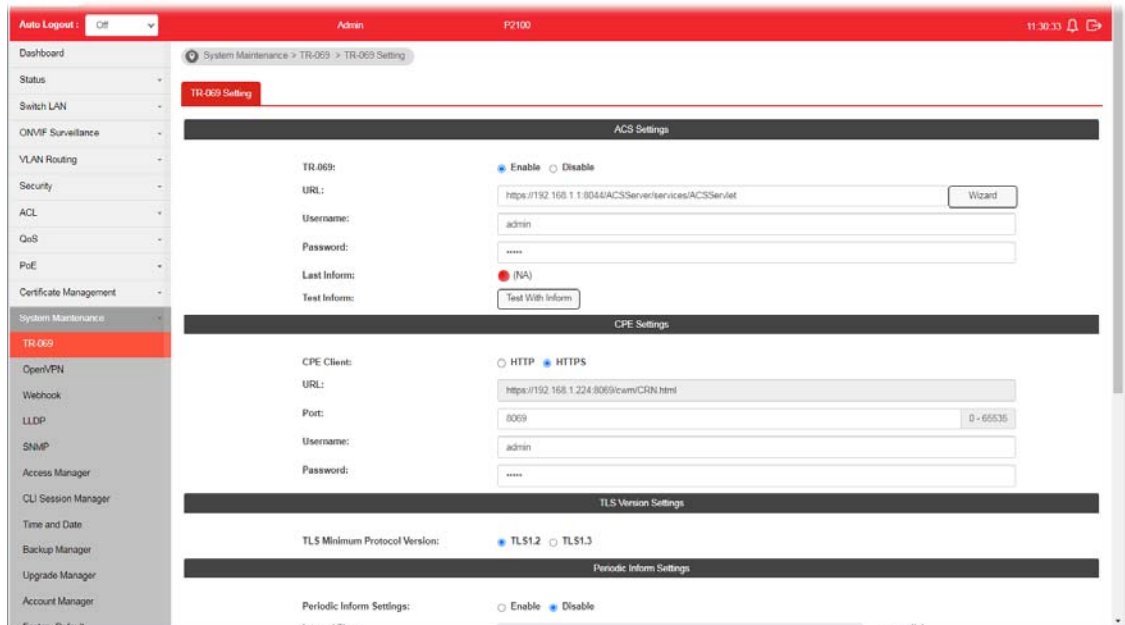 Auto Logout : Off Admin P2100 11:30:33
Dashboard
System Maintenance > TR-069 > TR-069 Setting
Status
TR-069 Setting
Switch LAN
ONVIF Surveillance
ACS Settings
VLAN Routing
TR-069: Enable Disable
Security
URL: https://192.168.1.1:8044/ACSServer/services/ACSServlet Wizard
ACL
Username: admin
QoS
Password: •••••
PoE
Last Inform: (NA)
Certificate Management
Test Inform: Test With Inform
System Maintenance
CPE Settings
TR-069
CPE Client: HTTP HTTPS
OpenVPN
URL: https://192.168.1.224:8069/cwm/CRN.html
Webhook
Port: 8069 0 - 65535
LLDP
SNMP
Username: admin
Access Manager
Password: •••••
CLI Session Manager
TLS Version Settings
Time and Date
TLS Minimum Protocol Version: TLS1.2 TLS1.3
Backup Manager
Upgrade Manager
Periodic Inform Settings
Account Manager
Periodic Inform Settings: Enable Disable